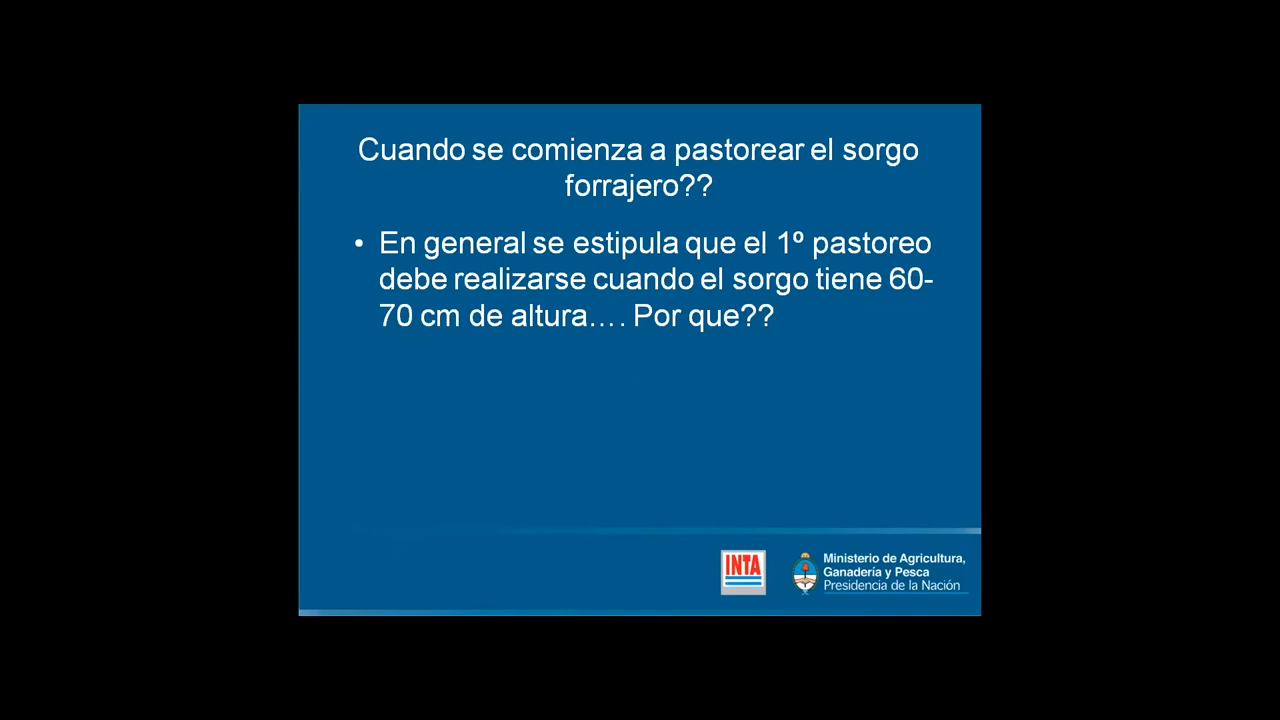 Cuando se comienza a pastorear el sorgo
forrajero??
• En general se estipula que el 1º pastoreo
debe realizarse cuando el sorgo tiene 60-
70 cm de altura…. Por que??
INTA
Ministerio de Agricultura,
Ganadería y Pesca
Presidencia de la Nación